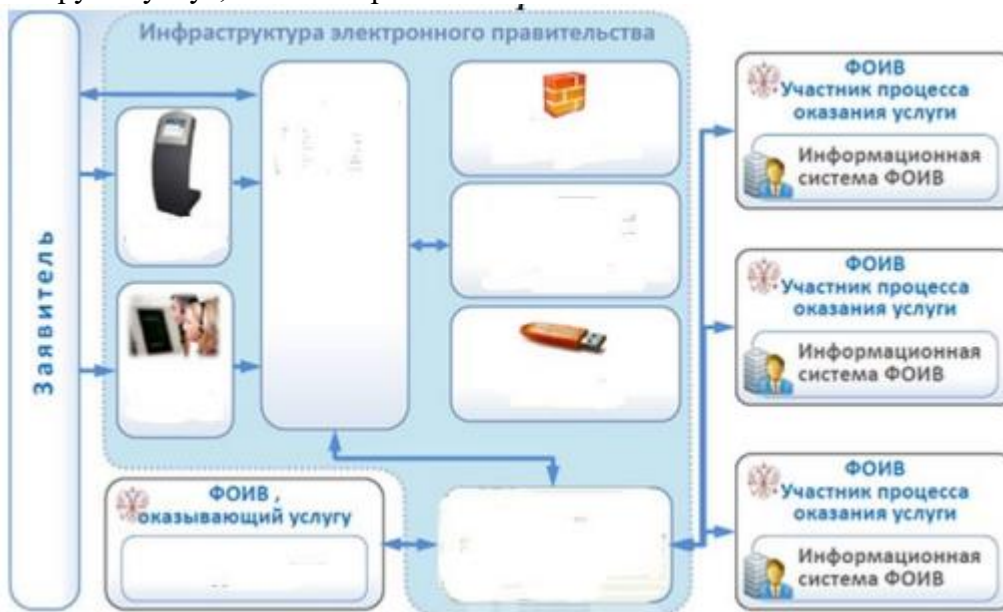 Инфраструктура электронного правительства
Заявитель
ФОИВ
Участник процесса
оказания услуги
Информационная
система ФОИВ
ФОИВ
Участник процесса
оказания услуги
Информационная
система ФОИВ
ФОИВ ,
оказывающий услугу
ФОИВ
Участник процесса
оказания услуги
Информационная
система ФОИВ